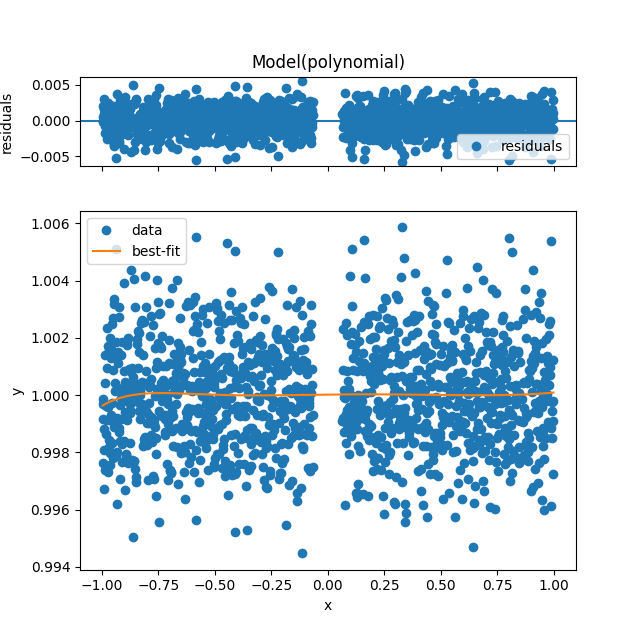 Model(polynomial)
0.005
0.000
−0.005
residuals
residuals
1.006
1.004
1.002
1.000
0.998
0.996
0.994
y
data
best-fit
−1.00 −0.75 −0.50 −0.25 0.00 0.25 0.50 0.75 1.00
x